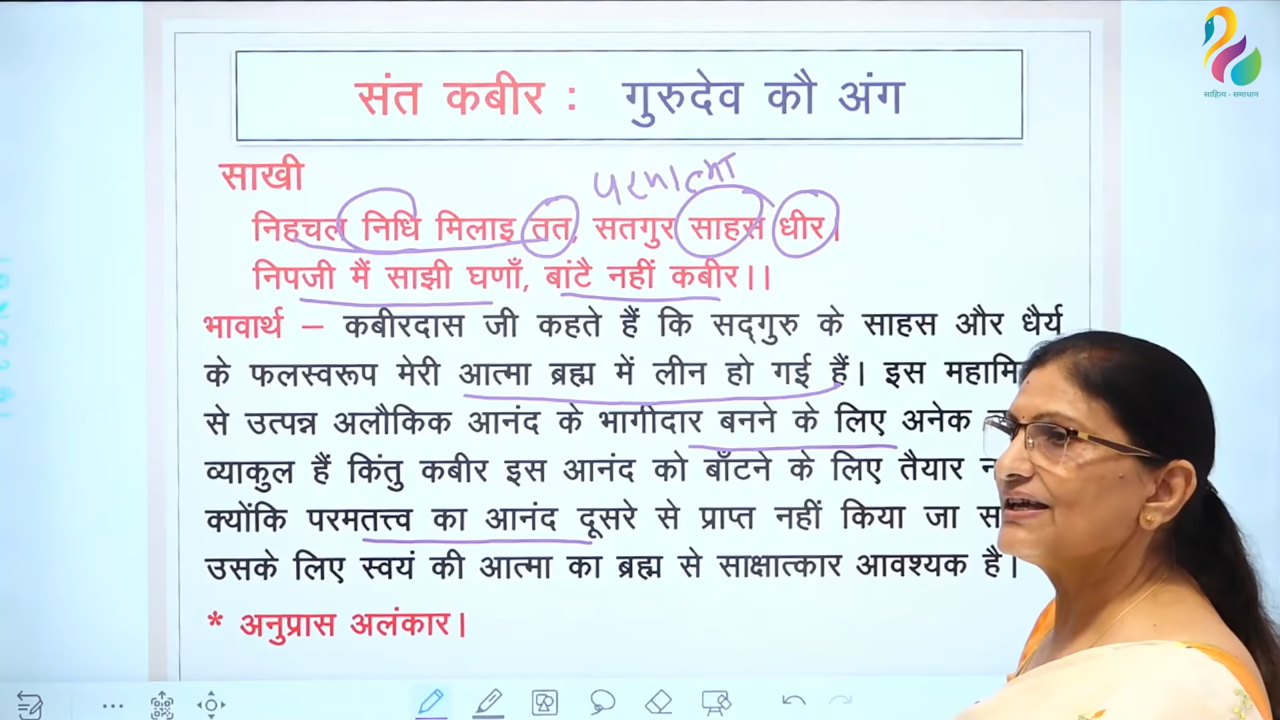 साहित्य - समाधान
संत कबीर : गुरुदेव कौ अंग
साखी
परमात्मा
निहचल निधि मिलाइ तत, सतगुर साहस धीर।
निपजी मैं साझी घणाँ, बांटै नहीं कबीर।।
भावार्थ – कबीरदास जी कहते हैं कि सद्गुरु के साहस और धैर्य
के फलस्वरूप मेरी आत्मा ब्रह्म में लीन हो गई हैं। इस
से उत्पन्न अलौकिक आनंद के भागीदार बनने के लिए अनेक
व्याकुल हैं किंतु कबीर इस आनंद को बाँटने के लिए तैयार
क्योंकि परमतत्त्व का आनंद दूसरे से प्राप्त नहीं किया जा
उसके लिए स्वयं की आत्मा का ब्रह्म से साक्षात्कार आवश्यक है।
* अनुप्रास अलंकार।